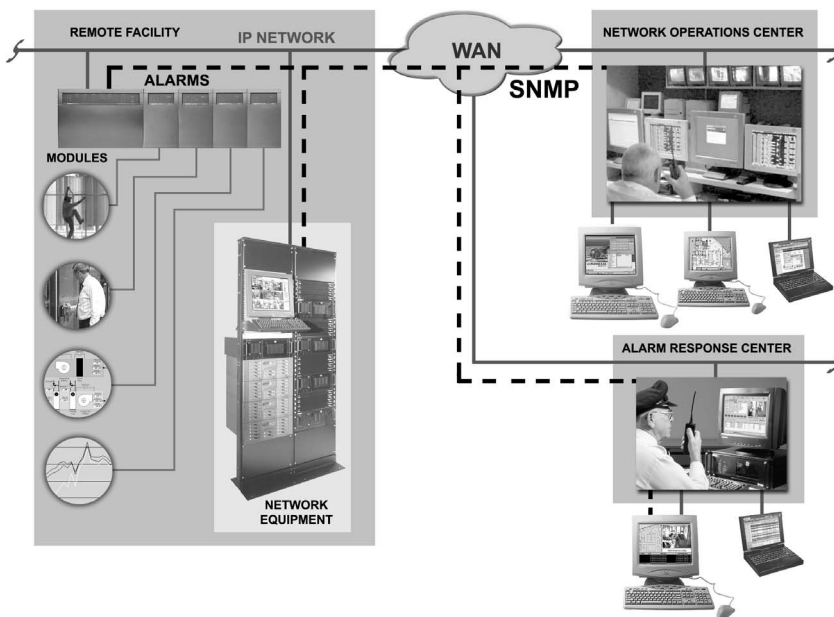 REMOTE FACILITY
IP NETWORK
WAN
NETWORK OPERATIONS CENTER
ALARMS
SNMP
MODULES
ALARM RESPONSE CENTER
NETWORK
EQUIPMENT